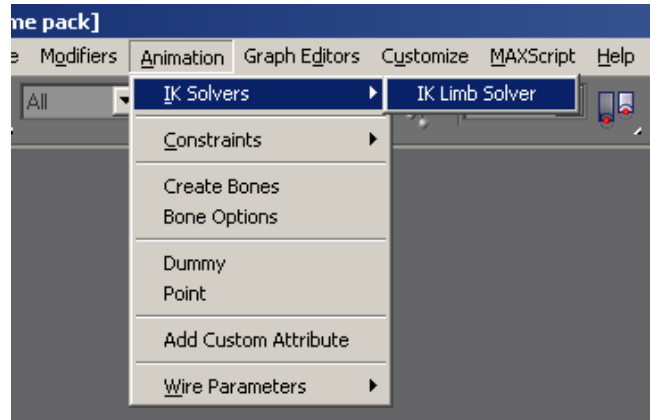 me pack]
e Modifiers Animation Graph Editors Customize MAXScript Help
All
IK Solvers IK Limb Solver
Constraints
Create Bones
Bone Options
Dummy
Point
Add Custom Attribute
Wire Parameters